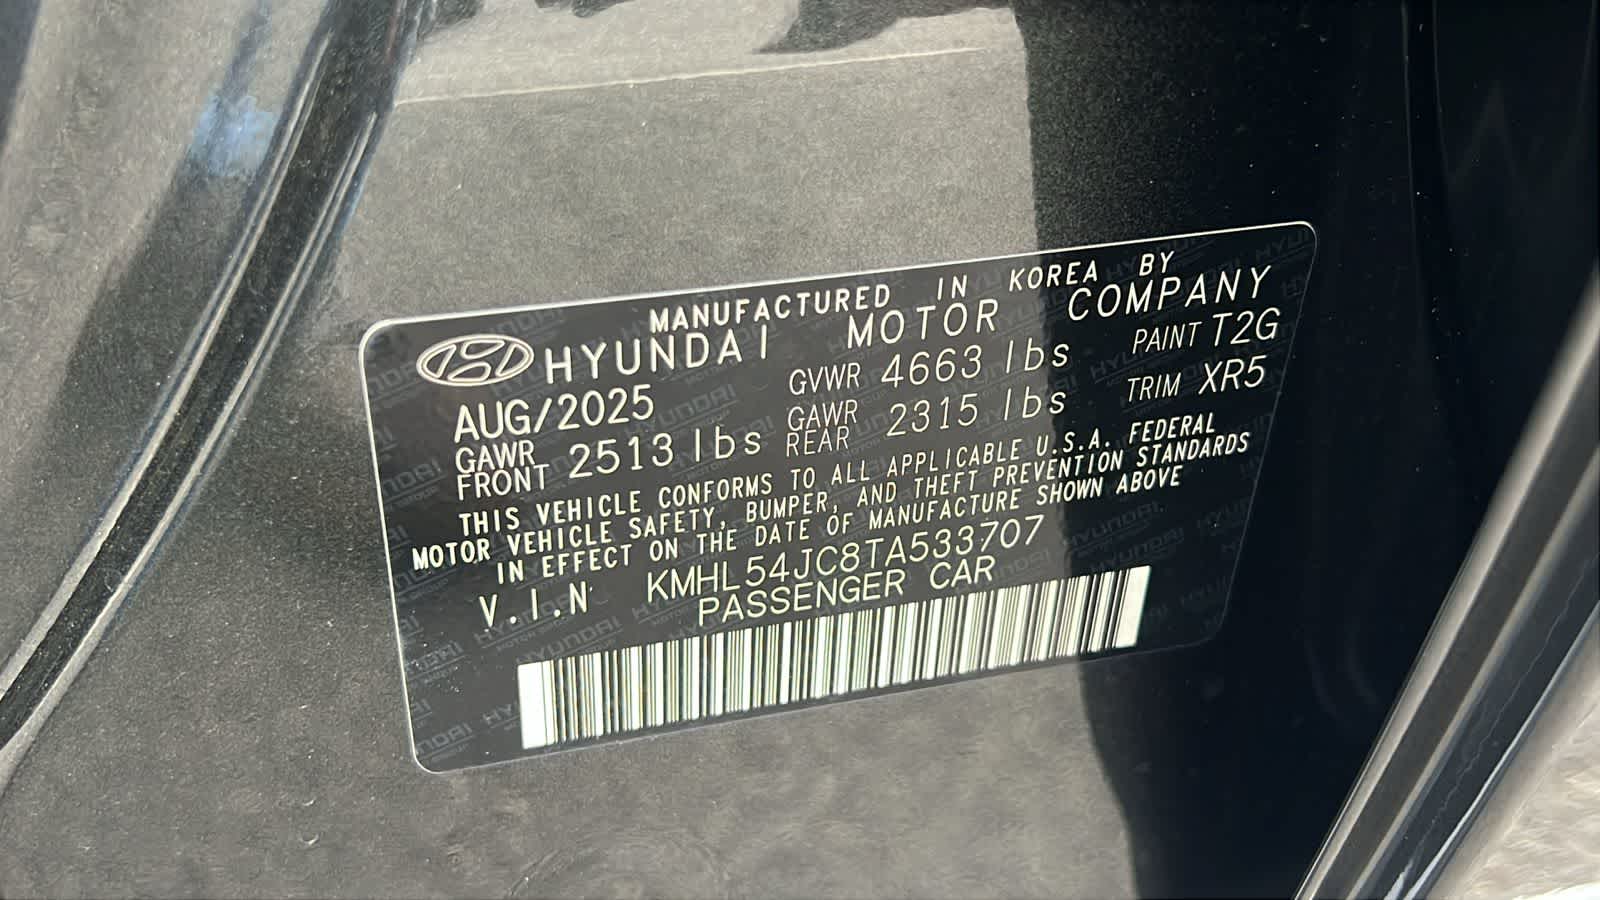 MANUFACTURED IN KOREA BY
HYUNDAI MOTOR COMPANY
AUG/2025 GVWR 4663 lbs PAINT T2G
GAWR FRONT 2513 lbs GAWR REAR 2315 lbs TRIM XR5
THIS VEHICLE CONFORMS TO ALL APPLICABLE U.S.A. FEDERAL
MOTOR VEHICLE SAFETY, BUMPER, AND THEFT PREVENTION STANDARDS
IN EFFECT ON THE DATE OF MANUFACTURE SHOWN ABOVE
V.I.N KMHL54JC8TA533707
PASSENGER CAR